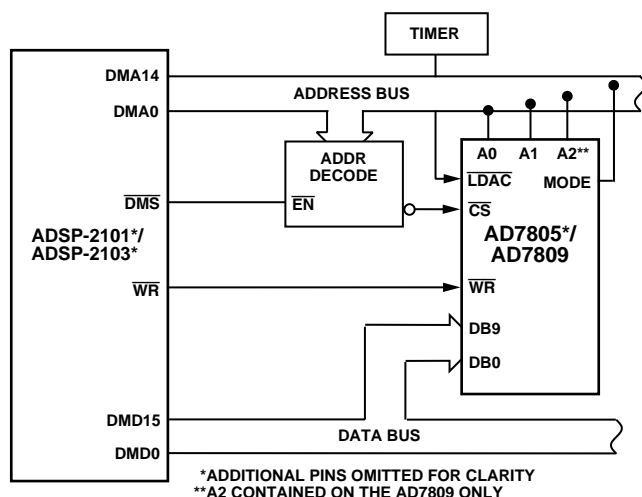 TIMER
DMA14
ADDRESS BUS
DMA0
ADDR
DECODE
EN
A0
A1
A2**
LDAC
MODE
DMS
CS
ADSP-2101*/
ADSP-2103*
AD7805*/
AD7809
WR
WR
DB9
DB0
DMD15
DATA BUS
DMD0
*ADDITIONAL PINS OMITTED FOR CLARITY
**A2 CONTAINED ON THE AD7809 ONLY